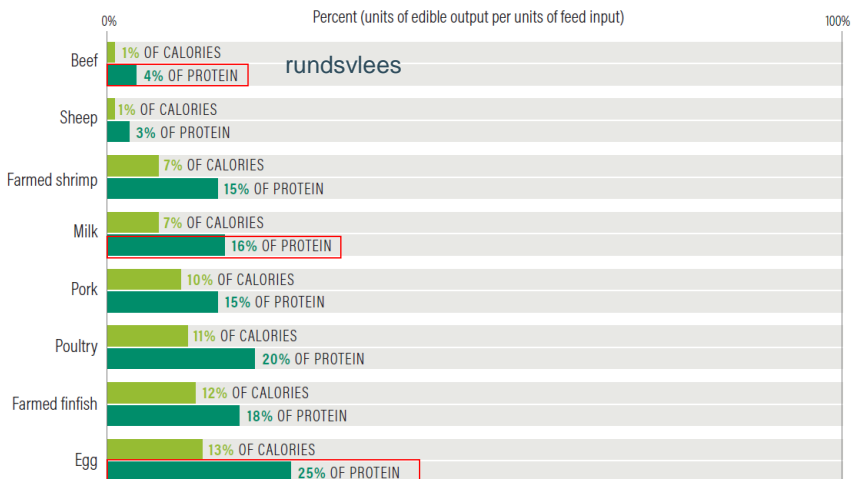 Percent (units of edible output per units of feed input)
0%
100%
Beef
1% OF CALORIES
4% OF PROTEIN
rundsvlees
Sheep
1% OF CALORIES
3% OF PROTEIN
Farmed shrimp
7% OF CALORIES
15% OF PROTEIN
Milk
7% OF CALORIES
16% OF PROTEIN
Pork
10% OF CALORIES
15% OF PROTEIN
Poultry
11% OF CALORIES
20% OF PROTEIN
Farmed finfish
12% OF CALORIES
18% OF PROTEIN
Egg
13% OF CALORIES
25% OF PROTEIN